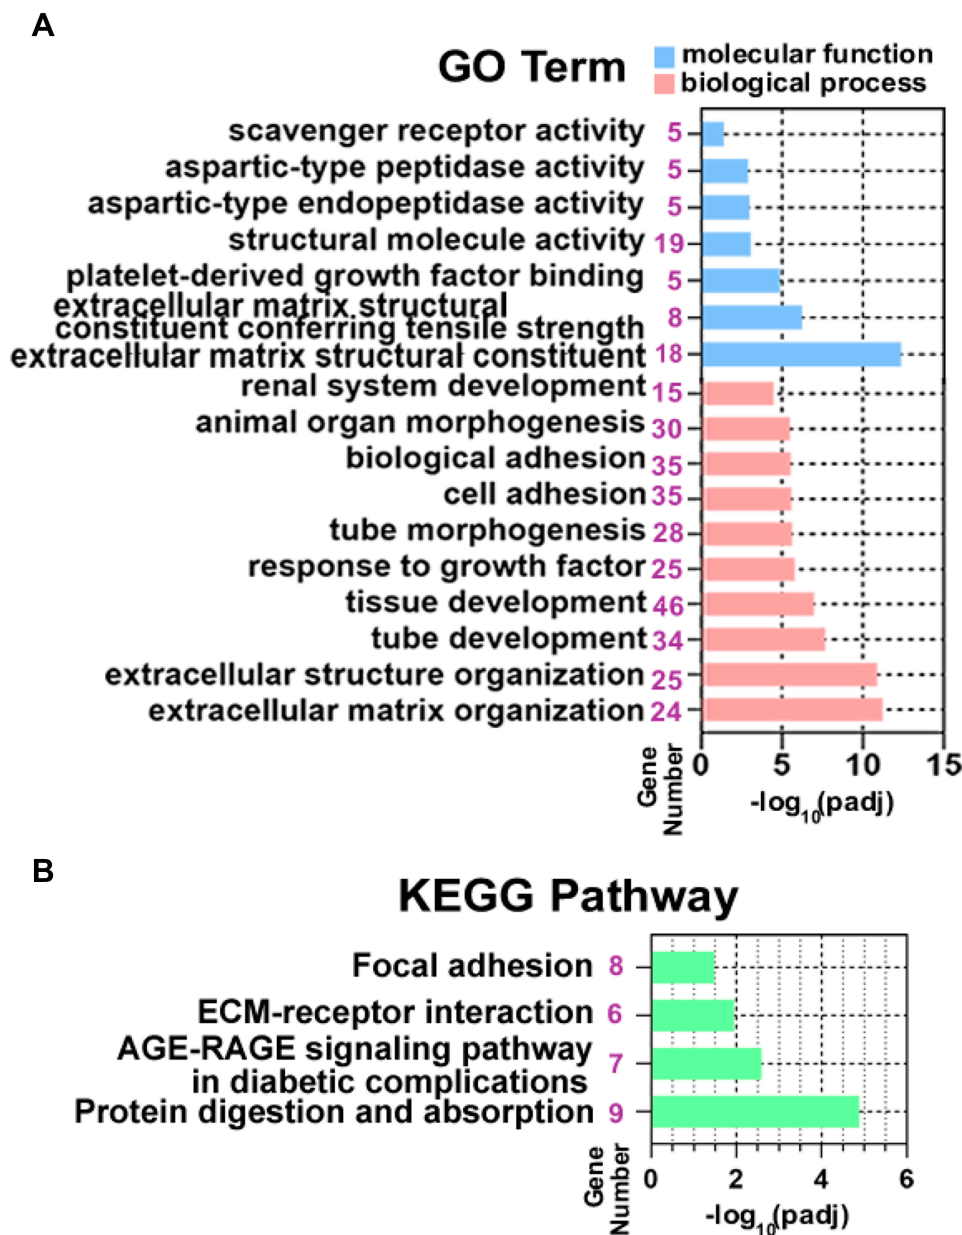 A
GO Term
molecular function
biological process
scavenger receptor activity 5
aspartic-type peptidase activity 5
aspartic-type endopeptidase activity 5
structural molecule activity 19
platelet-derived growth factor binding 5
extracellular matrix structural
constituent conferring tensile strength 8
extracellular matrix structural constituent 18
renal system development 15
animal organ morphogenesis 30
biological adhesion 35
cell adhesion 35
tube morphogenesis 28
response to growth factor 25
tissue development 46
tube development 34
extracellular structure organization 25
extracellular matrix organization 24
Gene
Number
0 5 10 15
-log10(padj)
B
KEGG Pathway
Focal adhesion 8
ECM-receptor interaction 6
AGE-RAGE signaling pathway
in diabetic complications 7
Protein digestion and absorption 9
Gene
Number
0 2 4 6
-log10(padj)